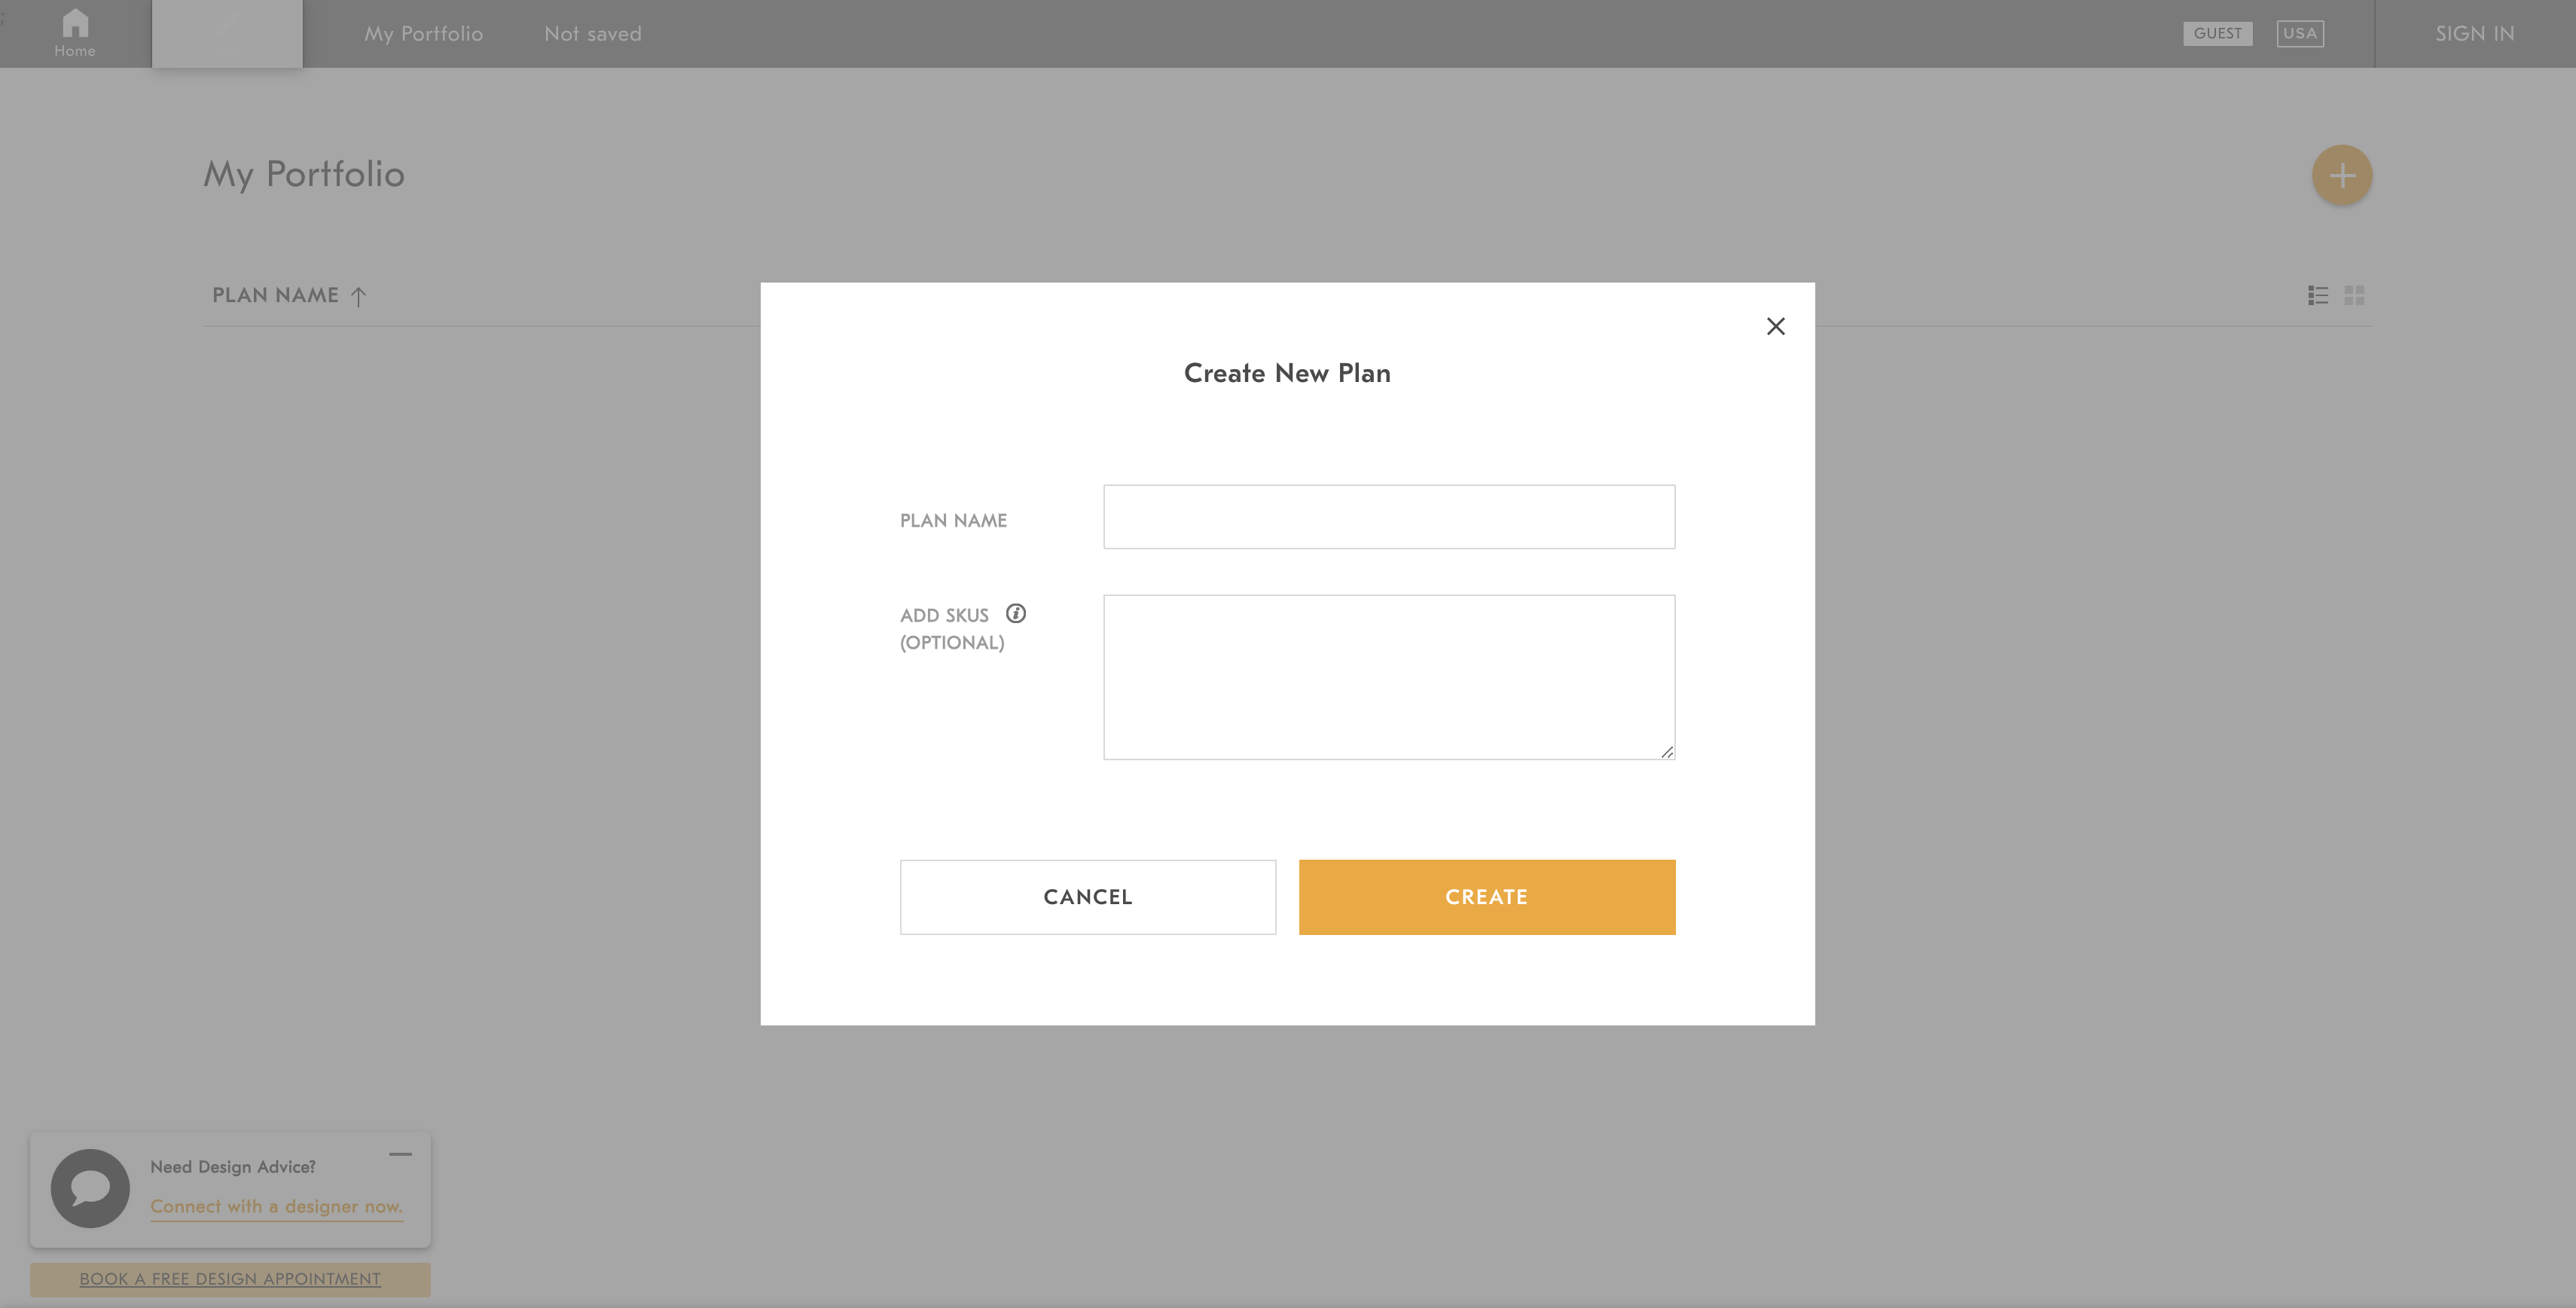 Home
My Portfolio
Not saved
GUEST
USA
SIGN IN
My Portfolio
PLAN NAME
Create New Plan
PLAN NAME
ADD SKUS
(OPTIONAL)
CANCEL
CREATE
Need Design Advice?
Connect with a designer now.
BOOK A FREE DESIGN APPOINTMENT